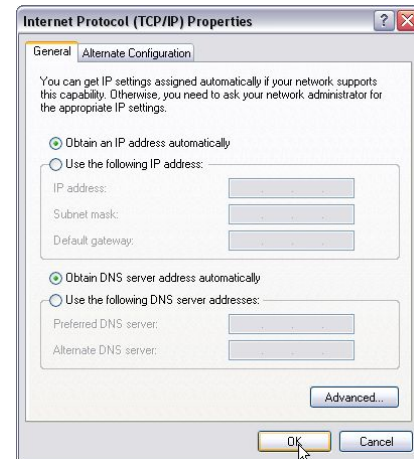 Internet Protocol (TCP/IP) Properties
General
Alternate Configuration
You can get IP settings assigned automatically if your network supports
this capability. Otherwise, you need to ask your network administrator for
the appropriate IP settings.
Obtain an IP address automatically
Use the following IP address:
IP address:
Subnet mask:
Default gateway:
Obtain DNS server address automatically
Use the following DNS server addresses:
Preferred DNS server:
Alternate DNS server:
Advanced...
OK
Cancel